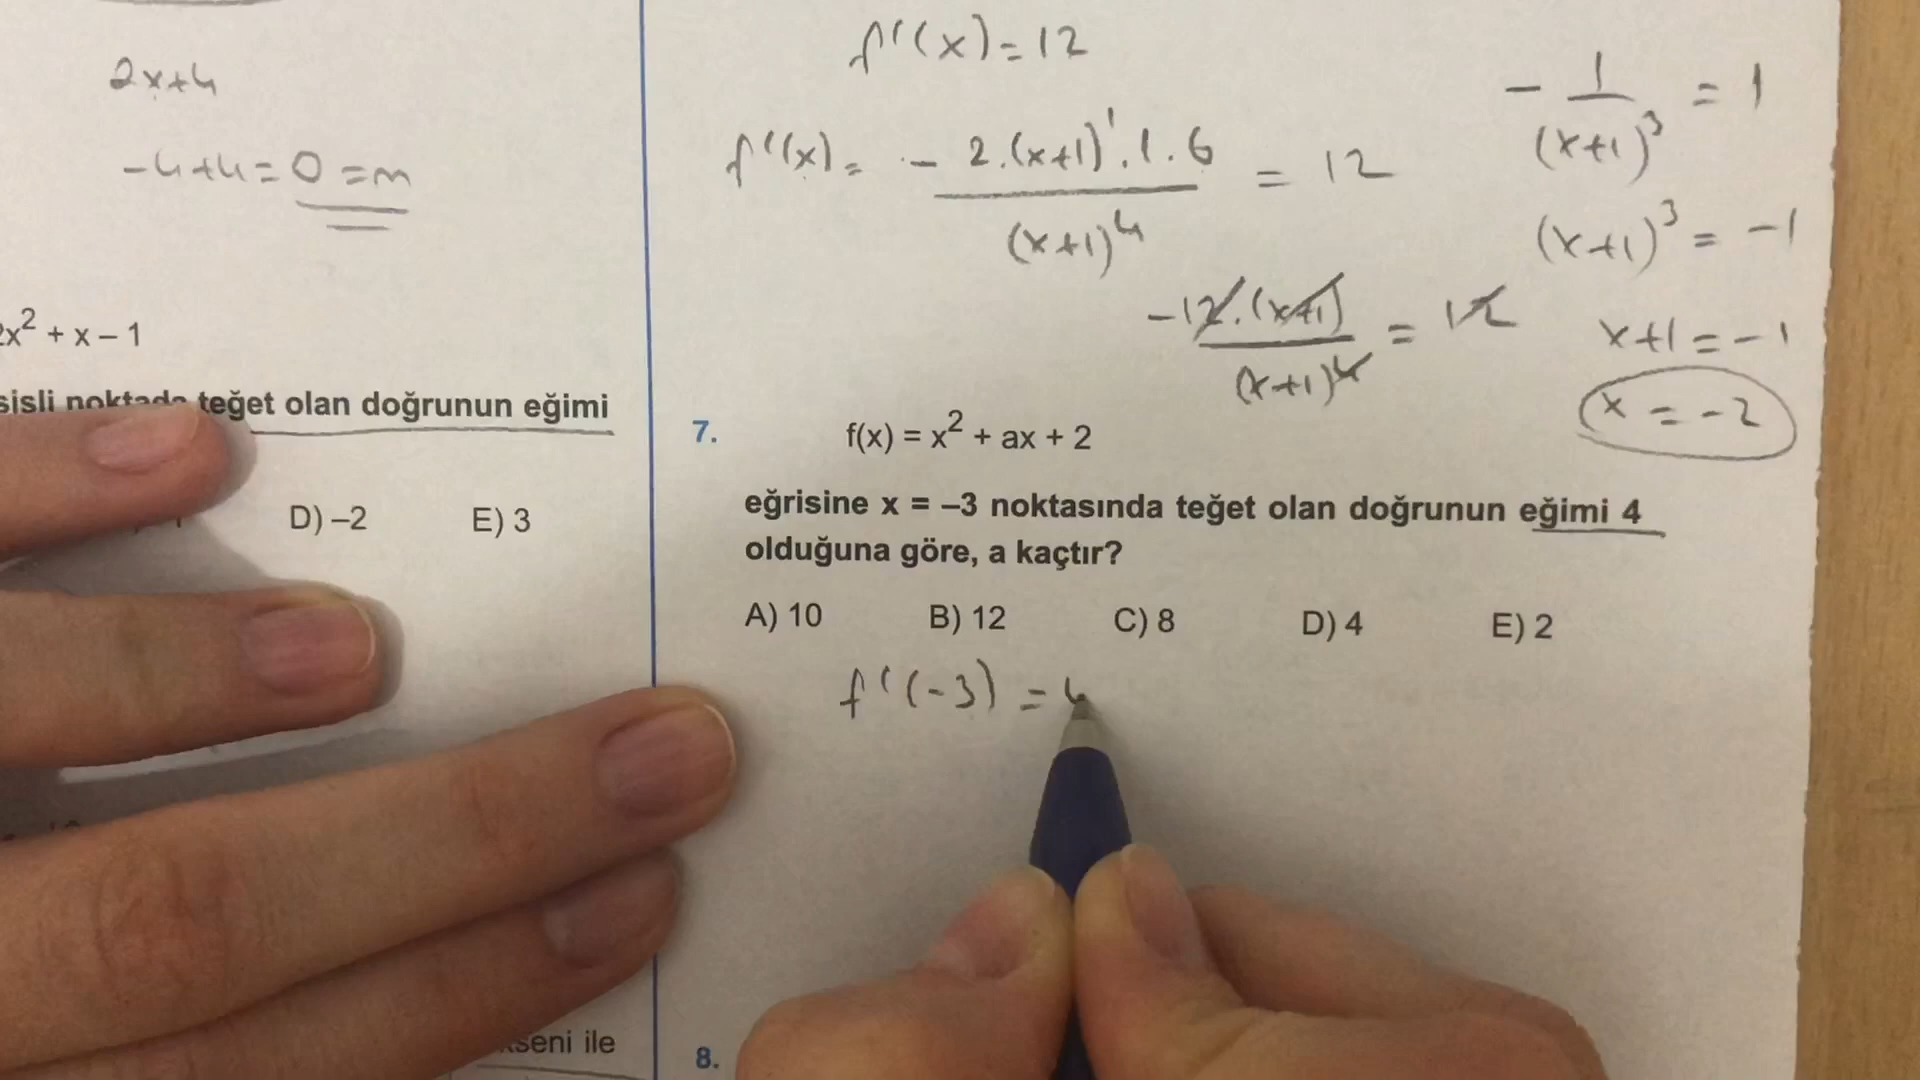 2x+4
-4+4=0=m
2x² + x – 1
teğet olan doğrunun eğimi
D) –2 E) 3
ile
f'(x)=12
f'(x)= - 2.(x+1)'.1.6 / (x+1)⁴ = 12
-12.(x+1) / (x+1)⁴ = 12
- 1 / (x+1)³ = 1
(x+1)³ = -1
x+1=-1
x = -2
7. f(x) = x² + ax + 2
eğrisine x = –3 noktasında teğet olan doğrunun eğimi 4
olduğuna göre, a kaçtır?
A) 10 B) 12 C) 8 D) 4 E) 2
f'(-3) = 4
8.